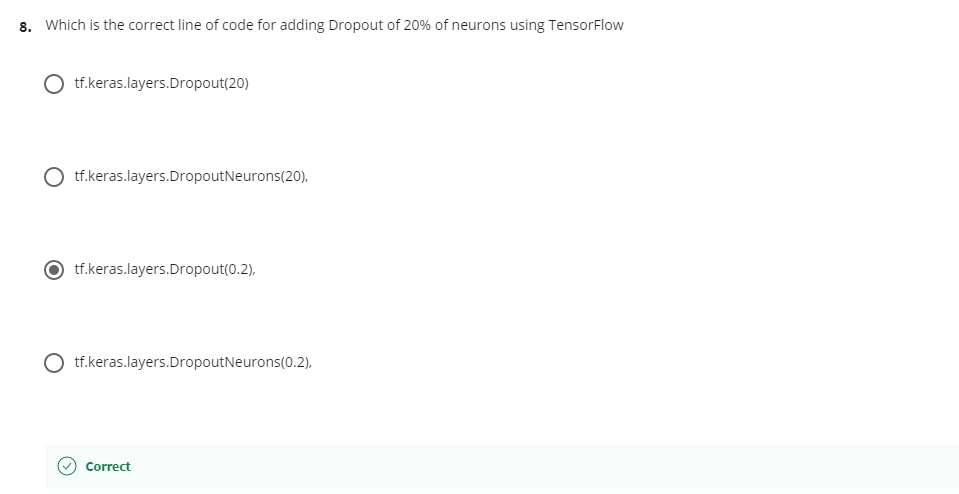 8. Which is the correct line of code for adding Dropout of 20% of neurons using TensorFlow
tf.keras.layers.Dropout(20)
tf.keras.layers.DropoutNeurons(20),
tf.keras.layers.Dropout(0.2),
tf.keras.layers.DropoutNeurons(0.2),
Correct